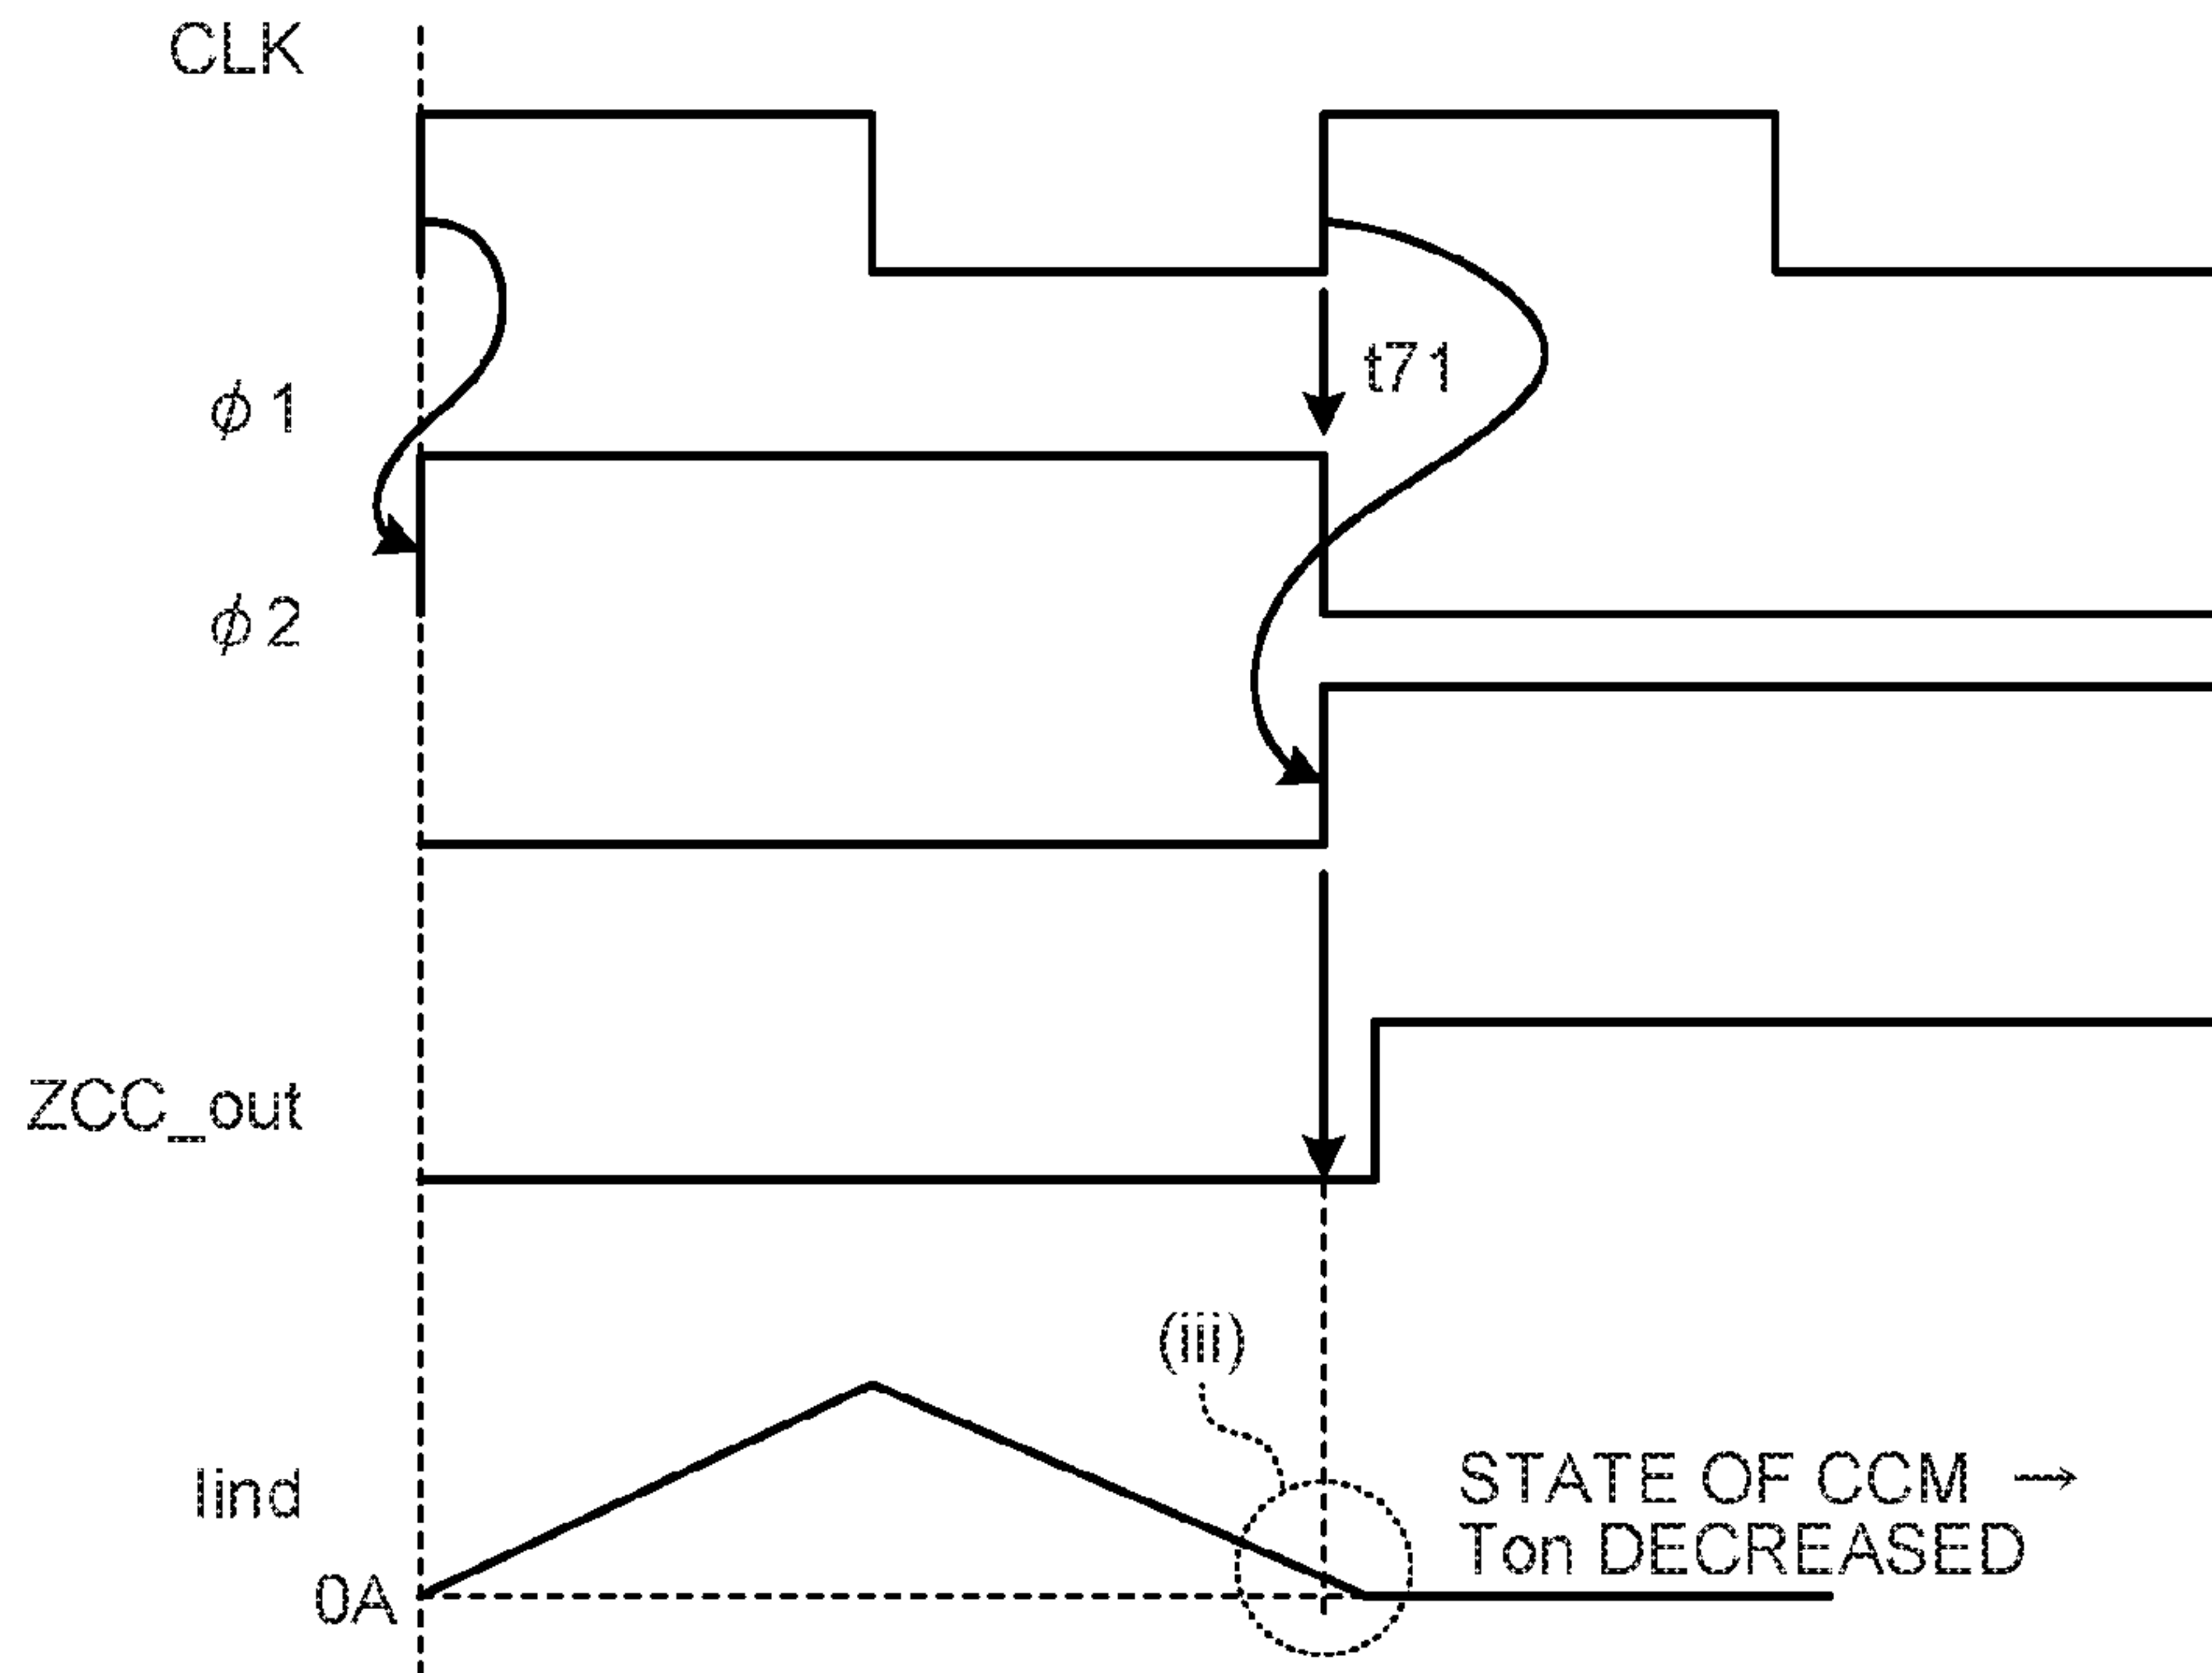 CLK
t71
ϕ1
ϕ2
ZCC_out
(iii)
Iind
STATE OF CCM →
Ton DECREASED
0A